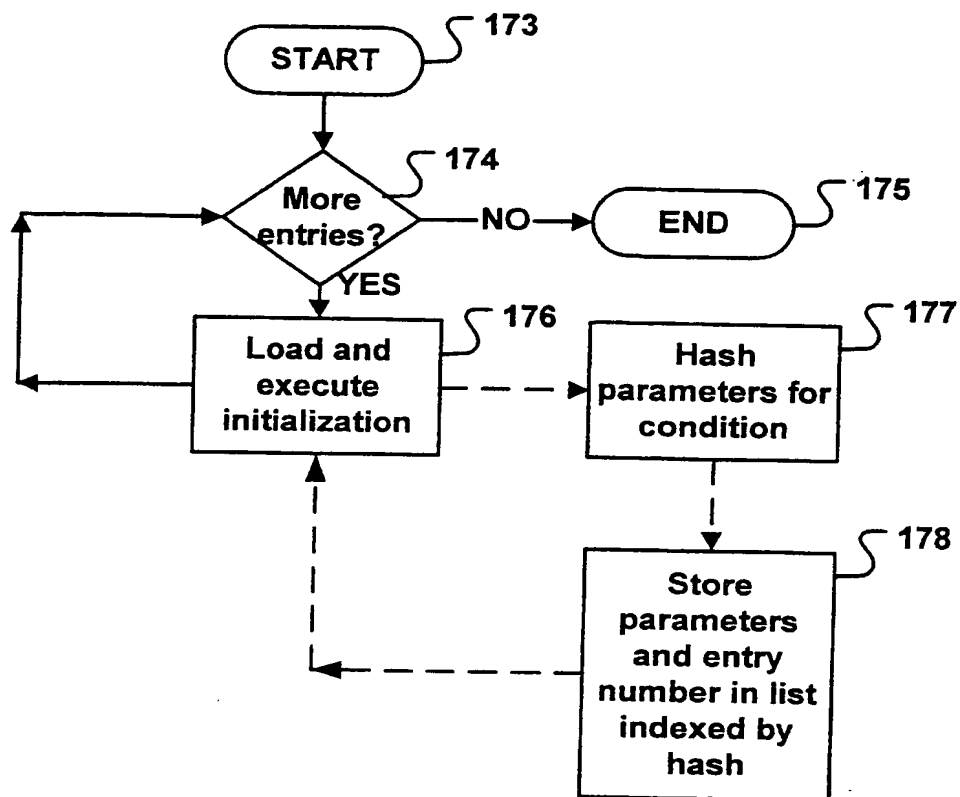 173
START
174
More
entries?
NO
175
END
YES
176
Load and
execute
initialization
177
Hash
parameters for
condition
178
Store
parameters
and entry
number in list
indexed by
hash